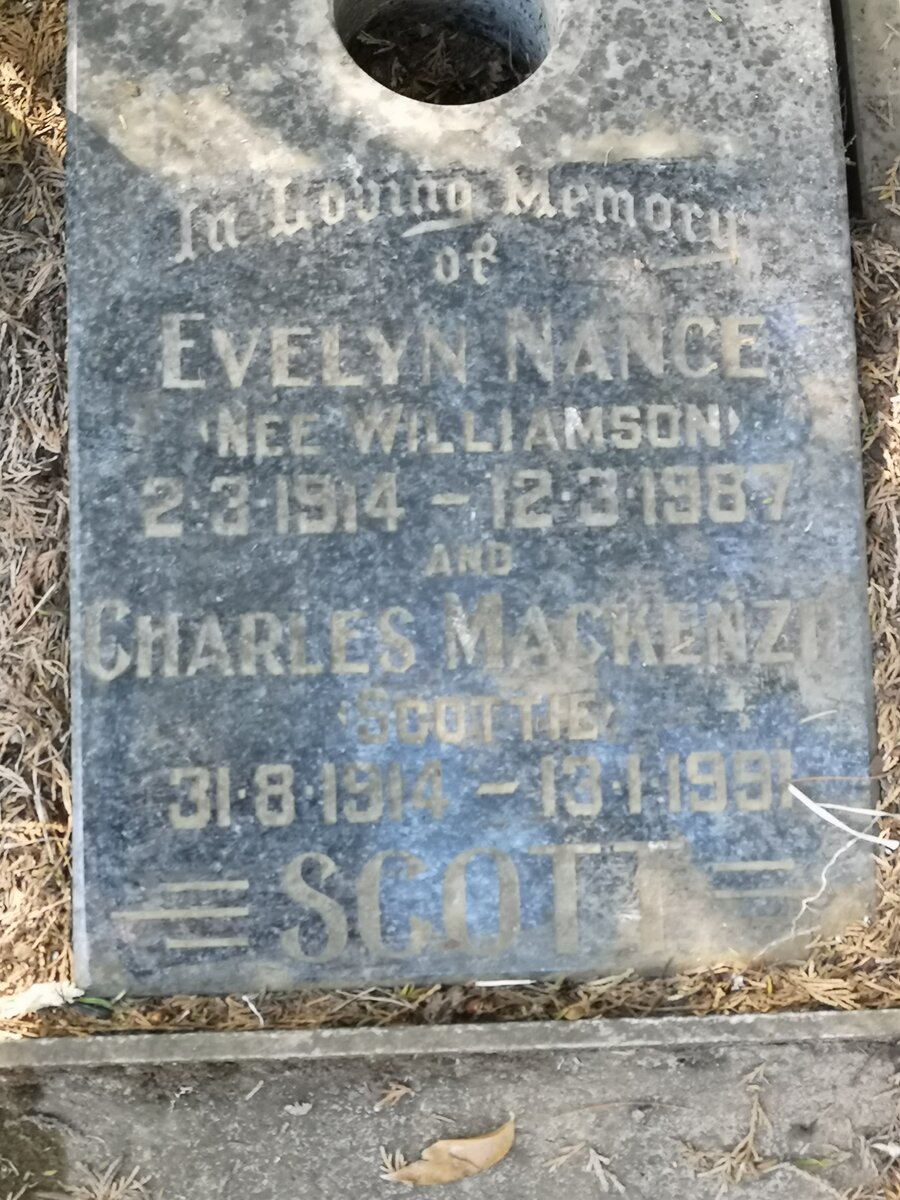 In Loving Memory
of
EVELYN NANCE
(NEE WILLIAMSON)
2·3·1914 – 12·3·1987
AND
CHARLES MACKENZIE
(SCOTTIE)
31·8·1914 – 13·1·1991
SCOTT